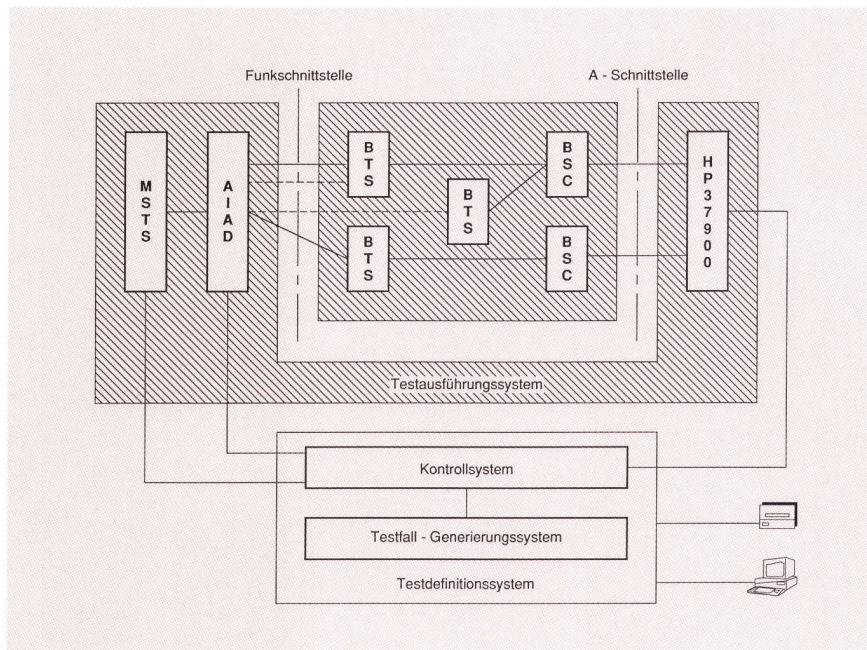 Funkschnittstelle
A - Schnittstelle
MSTS
AIAD
BTS
BTS
BTS
BSC
BSC
HP37900
Testausführungssystem
Kontrollsystem
Testfall - Generierungssystem
Testdefinitionssystem